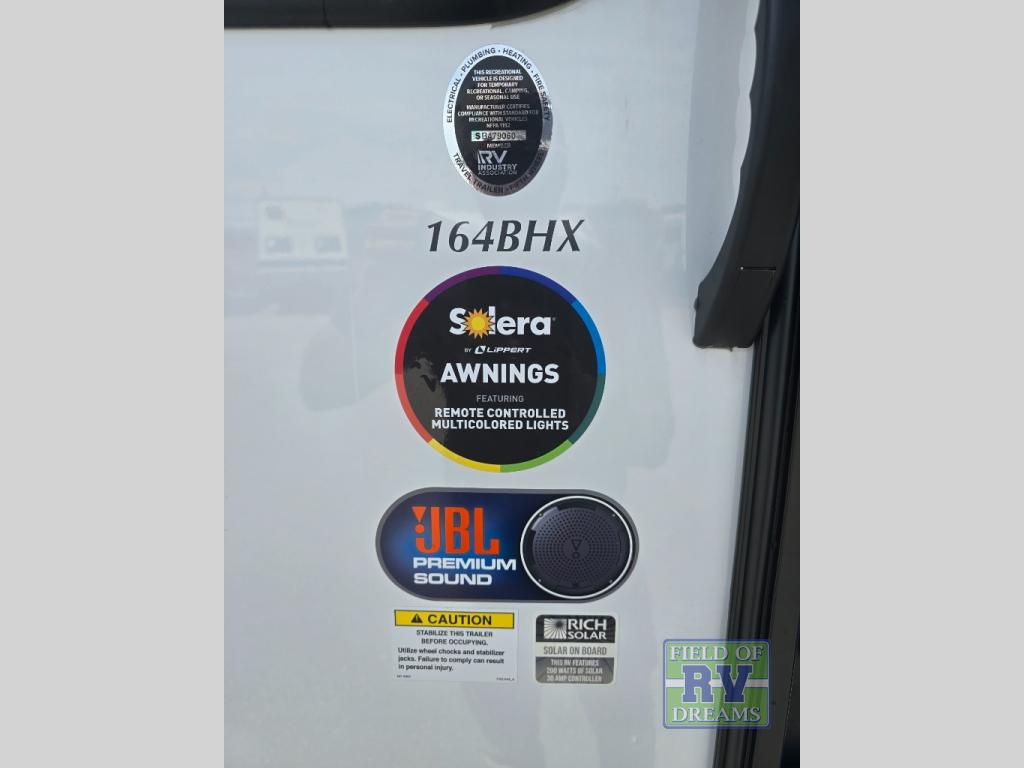 ELECTRICAL • PLUMBING • HEATING • FIRE SAFETY
THIS RECREATIONAL
VEHICLE IS DESIGNED
FOR TEMPORARY
RECREATIONAL, CAMPING,
OR SEASONAL USE
MANUFACTURER CERTIFIES
COMPLIANCE WITH STANDARD FOR
RECREATIONAL VEHICLES
NFPA 1192
MEMBER
RV
INDUSTRY
ASSOCIATION
TRAVEL TRAILER • FIFTH WHEEL
164BHX
Solera
BY LIPPERT
AWNINGS
FEATURING
REMOTE CONTROLLED
MULTICOLORED LIGHTS
JBL
PREMIUM
SOUND
CAUTION
STABILIZE THIS TRAILER
BEFORE OCCUPYING.
Utilize wheel chocks and stabilizer
jacks. Failure to comply can result
in personal injury.
RICH
SOLAR
SOLAR ON BOARD
THIS RV FEATURES
200 WATTS OF SOLAR
30 AMP CONTROLLER
FIELD OF
RV
DREAMS